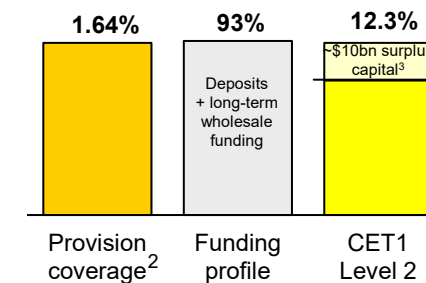 1.64% 93% 12.3%
~$10bn surplu
capital³
Deposits
+ long-term
wholesale
funding
Provision
coverage²
Funding
profile
CET1
Level 2